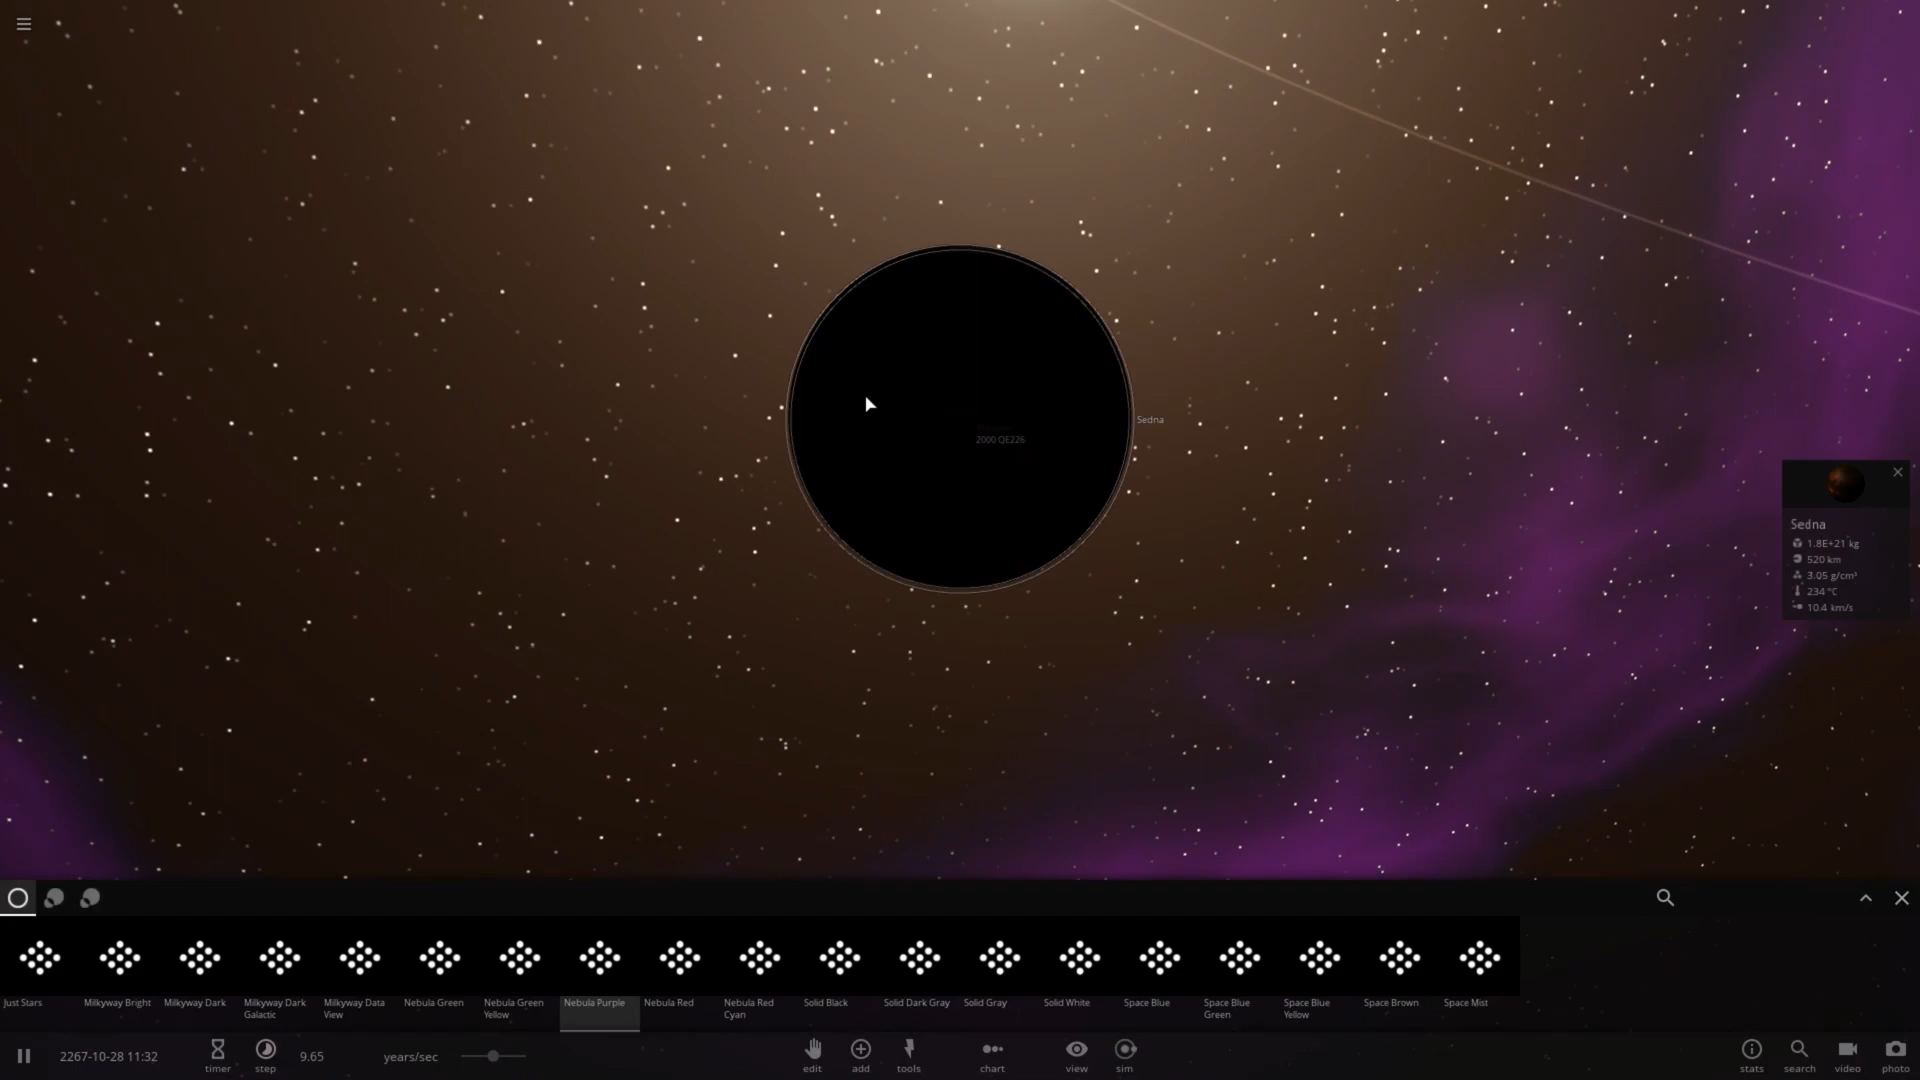 Sedna
2000 QE226
Sedna
1.8E+21 kg
520 km
3.05 g/cm³
234 °C
10.4 km/s
Just Stars
Milkyway Bright
Milkyway Dark
Milkyway Dark
Galactic
Milkyway Data
View
Nebula Green
Nebula Green
Yellow
Nebula Purple
Nebula Red
Nebula Red
Cyan
Solid Black
Solid Dark Gray
Solid Gray
Solid White
Space Blue
Space Blue
Green
Space Blue
Yellow
Space Brown
Space Mist
2267-10-28 11:32
timer
step
9.65
years/sec
edit
add
tools
chart
view
sim
stats
search
video
photo